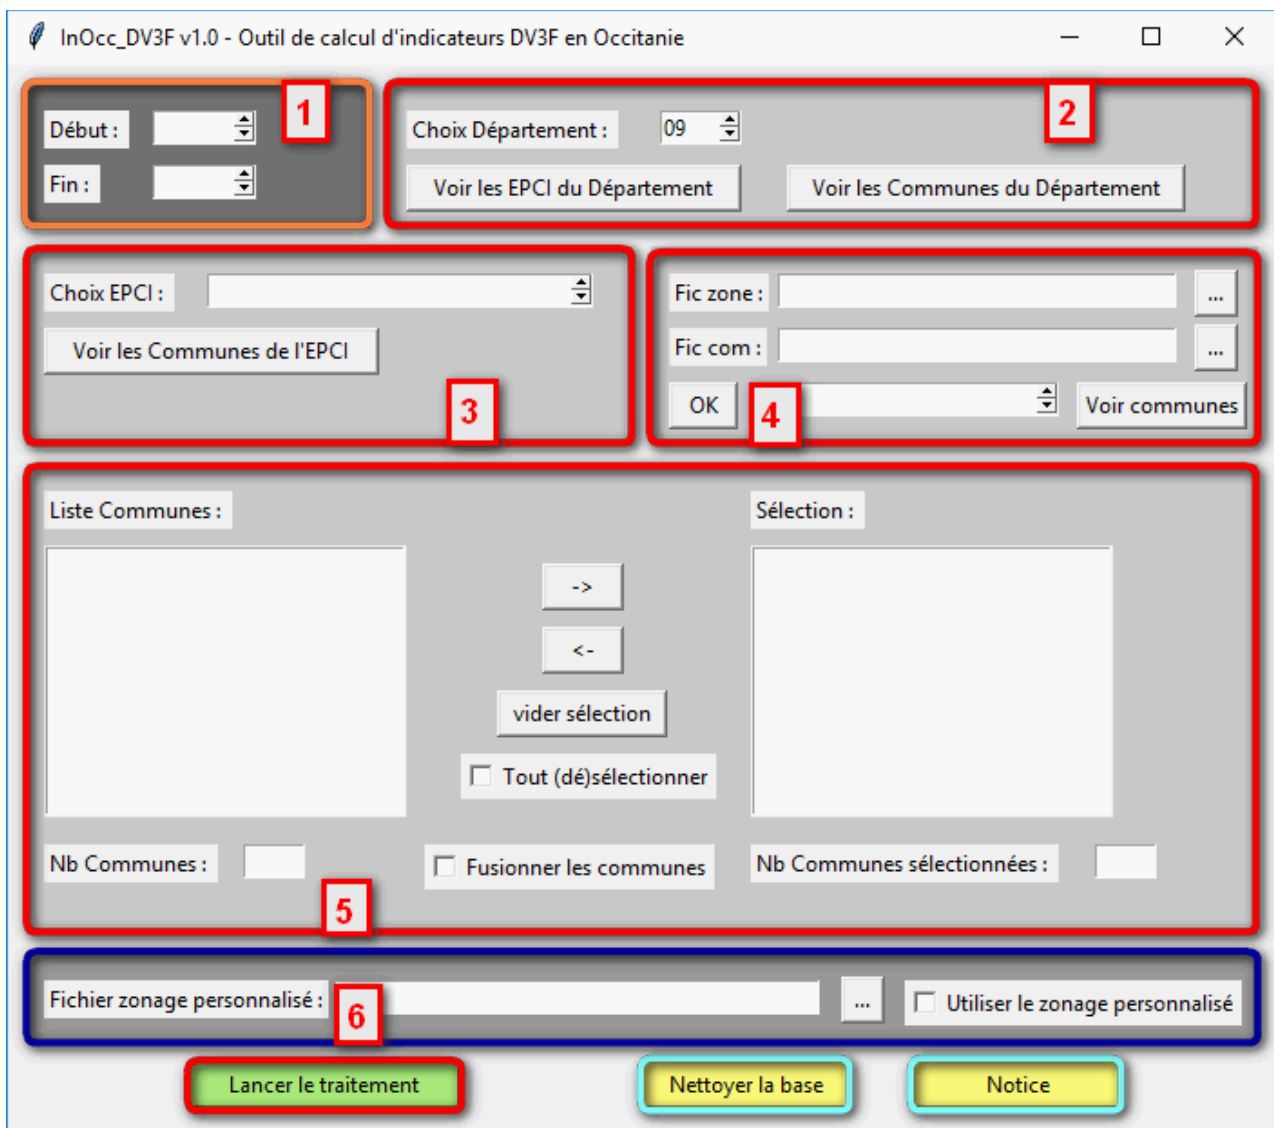 InOcc_DV3F v1.0 - Outil de calcul d'indicateurs DV3F en Occitanie
1
2
Début :
Choix Département :
09
Fin :
Voir les EPCI du Département
Voir les Communes du Département
Choix EPCI :
Voir les Communes de l'EPCI
3
Fic zone :
...
Fic com :
...
OK
4
Voir communes
Liste Communes :
Sélection :
->
<-
vider sélection
Tout (dé)sélectionner
Nb Communes :
Fusionner les communes
Nb Communes sélectionnées :
5
Fichier zonage personnalisé :
6
...
Utiliser le zonage personnalisé
Lancer le traitement
Nettoyer la base
Notice